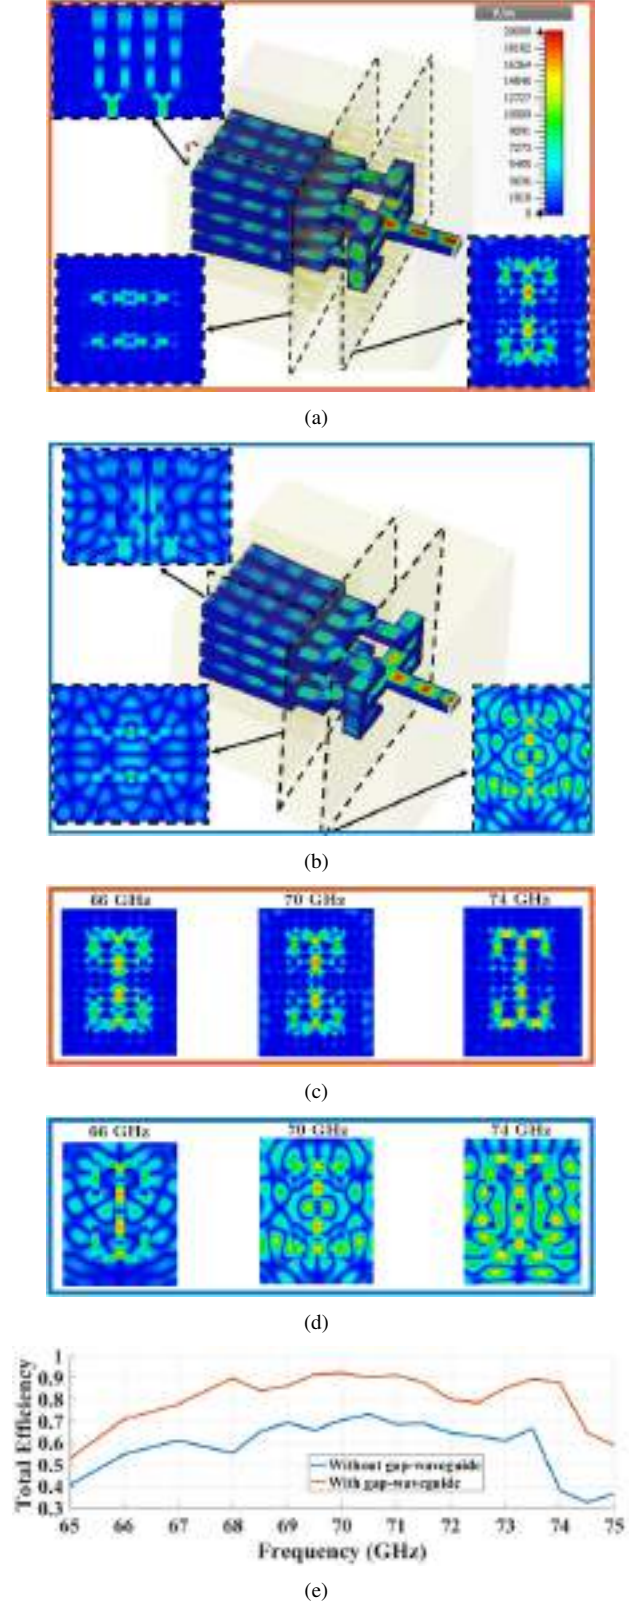 20000
(a)
(b)
66 GHz
70 GHz
74 GHz
(c)
66 GHz
70 GHz
74 GHz
(d)
Total Efficiency
1
0.9
0.8
0.7
0.6
0.5
0.4
0.3
Without gap-waveguide
With gap-waveguide
65
66
67
68
69
70
71
72
73
74
75
Frequency (GHz)
(e)